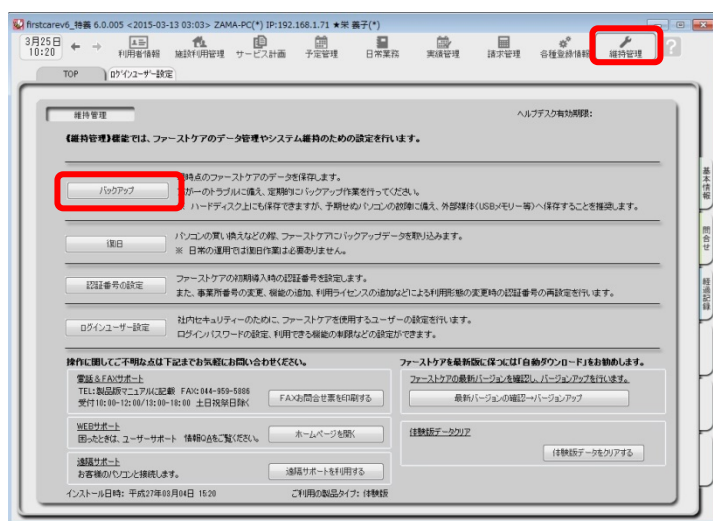 firstcarev6_特養 6.0.005 <2015-03-13 03:03> ZAMA-PC(*) IP:192.168.1.71 ★栄 養子(*)
3月25日
10:20
利用者情報 施設利用管理 サービス計画 予定管理 日常業務 実績管理 請求管理 各種登録情報 維持管理
TOP ログインユーザー設定
維持管理
ヘルプデスク有効期限:
《維持管理》機能では、ファーストケアのデータ管理やシステム維持のための設定を行います。
バックアップ
時点のファーストケアのデータを保存します。
ガーのトラブルに備え、定期的にバックアップ作業を行ってください。
ハードディスク上にも保存できますが、予期せぬパソコンの故障に備え、外部媒体(USBメモリー等)へ保存することを推奨します。
復旧
パソコンの買い換えなどの際、ファーストケアにバックアップデータを取り込みます。
※ 日常の運用では復旧作業は必要ありません。
認証番号の設定
ファーストケアの初期導入時の認証番号を設定します。
また、事業所番号の変更、機能の追加、利用ライセンスの追加などによる利用形態の変更時の認証番号の再設定を行います。
ログインユーザー設定
社内セキュリティーのために、ファーストケアを使用するユーザーの設定を行います。
ログインパスワードの設定、利用できる機能の制限などの設定ができます。
操作に関してご不明な点は下記までお気軽にお問い合わせください。
電話&FAXサポート
TEL:製品版マニュアルに記載 FAX:044-959-5886
受付10:00-12:00/13:00-18:00 土日祝祭日除く
FAXお問合せ票を印刷する
WEBサポート
困ったときは、ユーザーサポート 情報QAをご覧ください。
ホームページを開く
遠隔サポート
お客様のパソコンと接続します。
遠隔サポートを利用する
ファーストケアを最新版に保つには「自動ダウンロード」をお勧めします。
ファーストケアの最新バージョンを確認し、バージョンアップを行います。
最新バージョンの確認→バージョンアップ
体験版データクリア
体験版データをクリアする
インストール日時: 平成27年03月04日 15:20
ご利用の製品タイプ: 体験版
基本情報
問合せ
経過記録